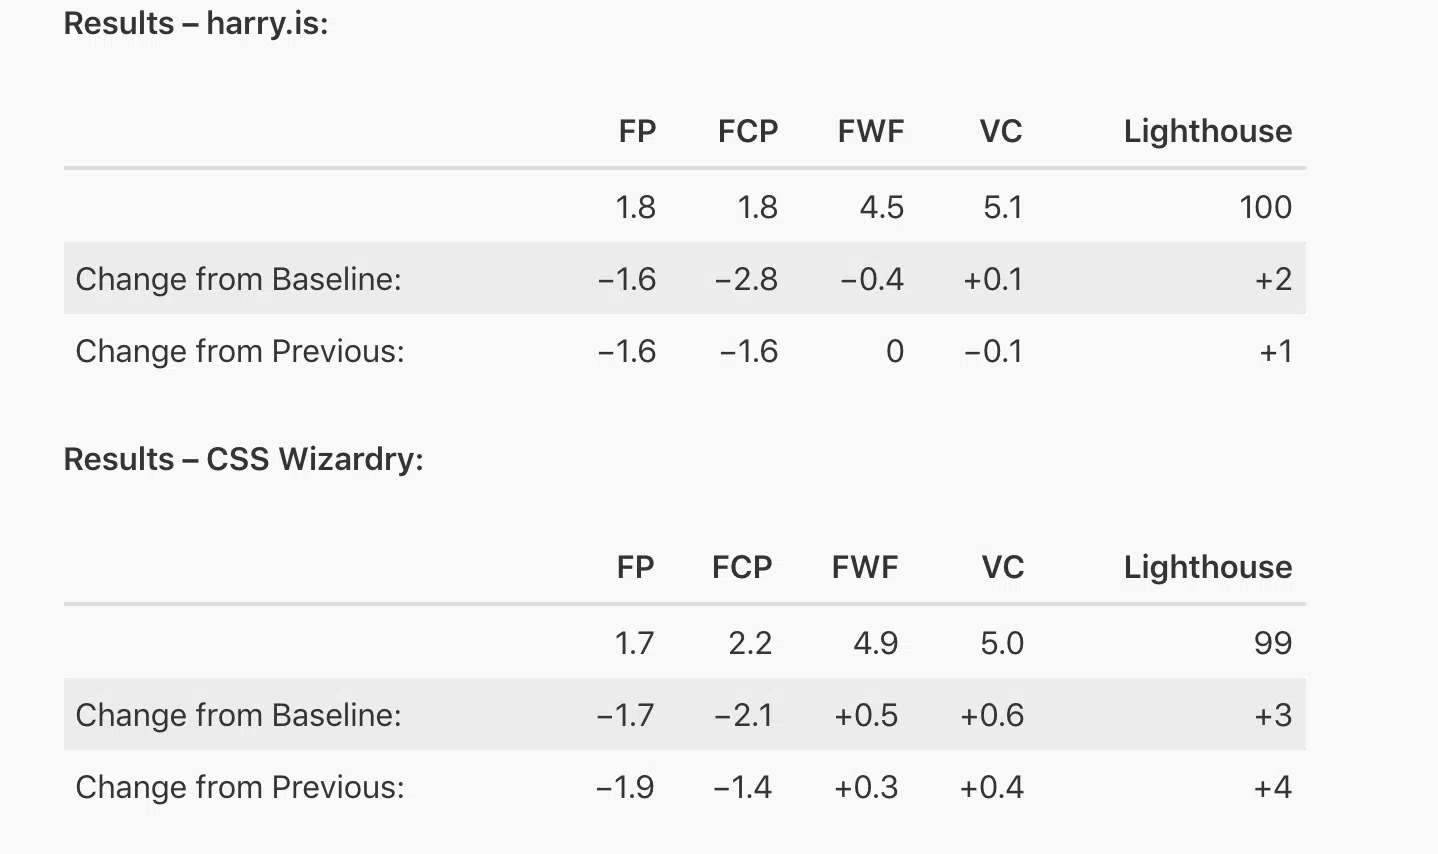 Results – harry.is:
FP FCP FWF VC Lighthouse
1.8 1.8 4.5 5.1 100
Change from Baseline: −1.6 −2.8 −0.4 +0.1 +2
Change from Previous: −1.6 −1.6 0 −0.1 +1
Results – CSS Wizardry:
FP FCP FWF VC Lighthouse
1.7 2.2 4.9 5.0 99
Change from Baseline: −1.7 −2.1 +0.5 +0.6 +3
Change from Previous: −1.9 −1.4 +0.3 +0.4 +4